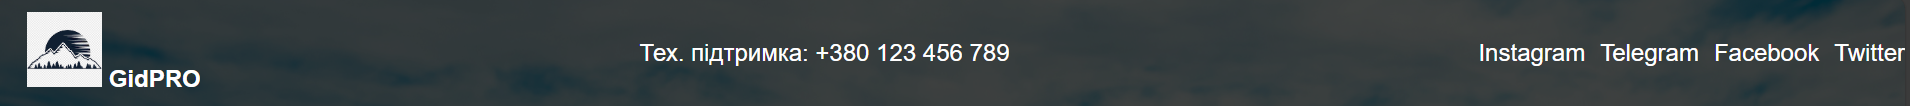 GidPRO
Тех. підтримка: +380 123 456 789
Instagram Telegram Facebook Twitter